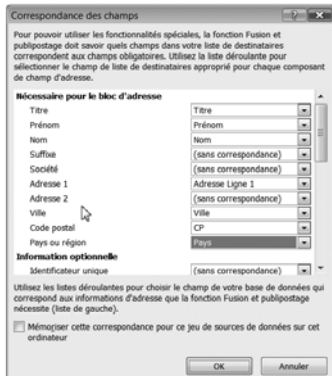 Correspondance des champs
Pour pouvoir utiliser les fonctionnalités spéciales, la fonction Fusion et
publipostage doit savoir quels champs dans votre liste de destinataires
correspondent aux champs obligatoires. Utilisez la liste déroulante pour
sélectionner le champ de liste de destinataires approprié pour chaque composant
de champ d'adresse.
Nécessaire pour le bloc d'adresse
Titre Titre
Prénom Prénom
Nom Nom
Suffixe (sans correspondance)
Société (sans correspondance)
Adresse 1 Adresse Ligne 1
Adresse 2 (sans correspondance)
Ville Ville
Code postal CP
Pays ou région Pays
Information optionnelle
Identificateur unique (sans correspondance)
Utilisez les listes déroulantes pour choisir le champ de votre base de données qui
correspond aux informations d'adresse que la fonction Fusion et publipostage
nécessite (liste de gauche).
Mémoriser cette correspondance pour ce jeu de sources de données sur cet
ordinateur
OK Annuler